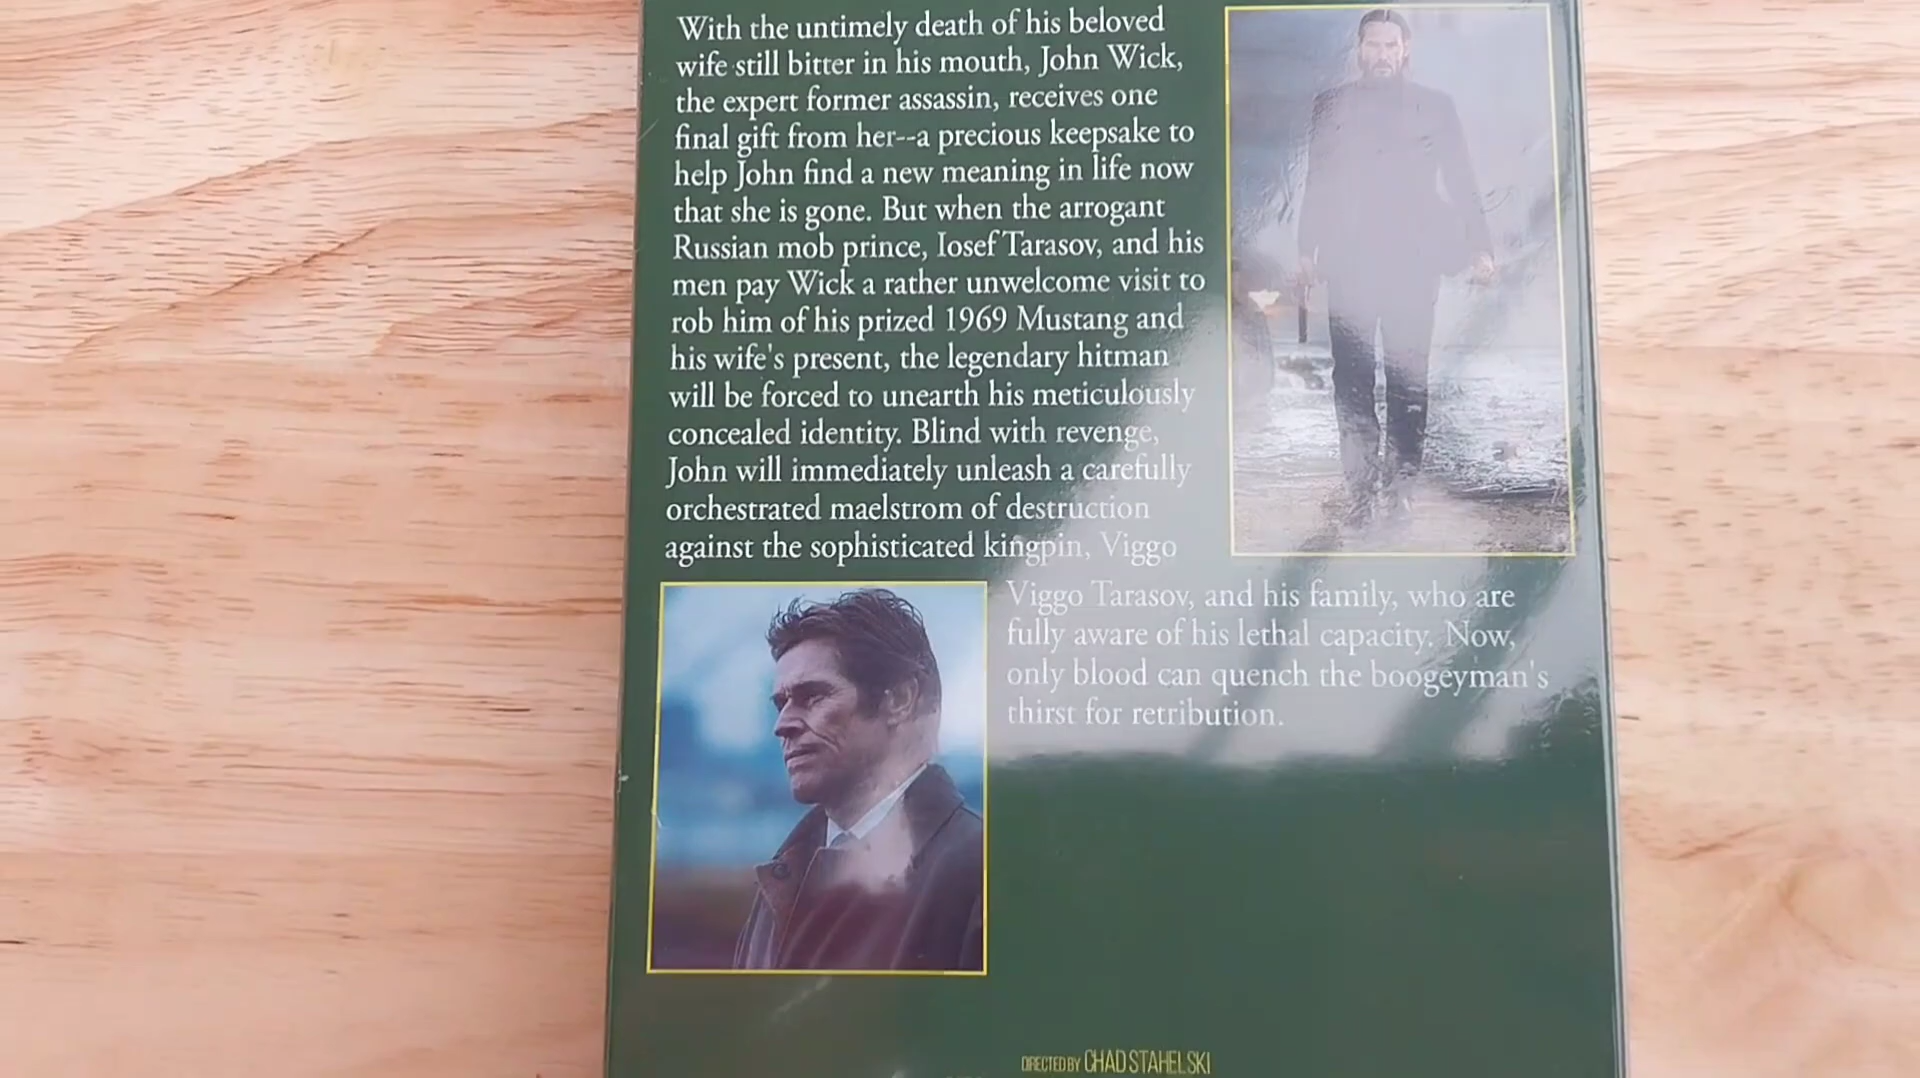 With the untimely death of his beloved
wife still bitter in his mouth, John Wick,
the expert former assassin, receives one
final gift from her--a precious keepsake to
help John find a new meaning in life now
that she is gone. But when the arrogant
Russian mob prince, Iosef Tarasov, and his
men pay Wick a rather unwelcome visit to
rob him of his prized 1969 Mustang and
his wife's present, the legendary hitman
will be forced to unearth his meticulously
concealed identity. Blind with revenge,
John will immediately unleash a carefully
orchestrated maelstrom of destruction
against the sophisticated kingpin, Viggo
Viggo Tarasov, and his family, who are
fully aware of his lethal capacity. Now,
only blood can quench the boogeyman's
thirst for retribution.
DIRECTED BY CHAD STAHELSKI